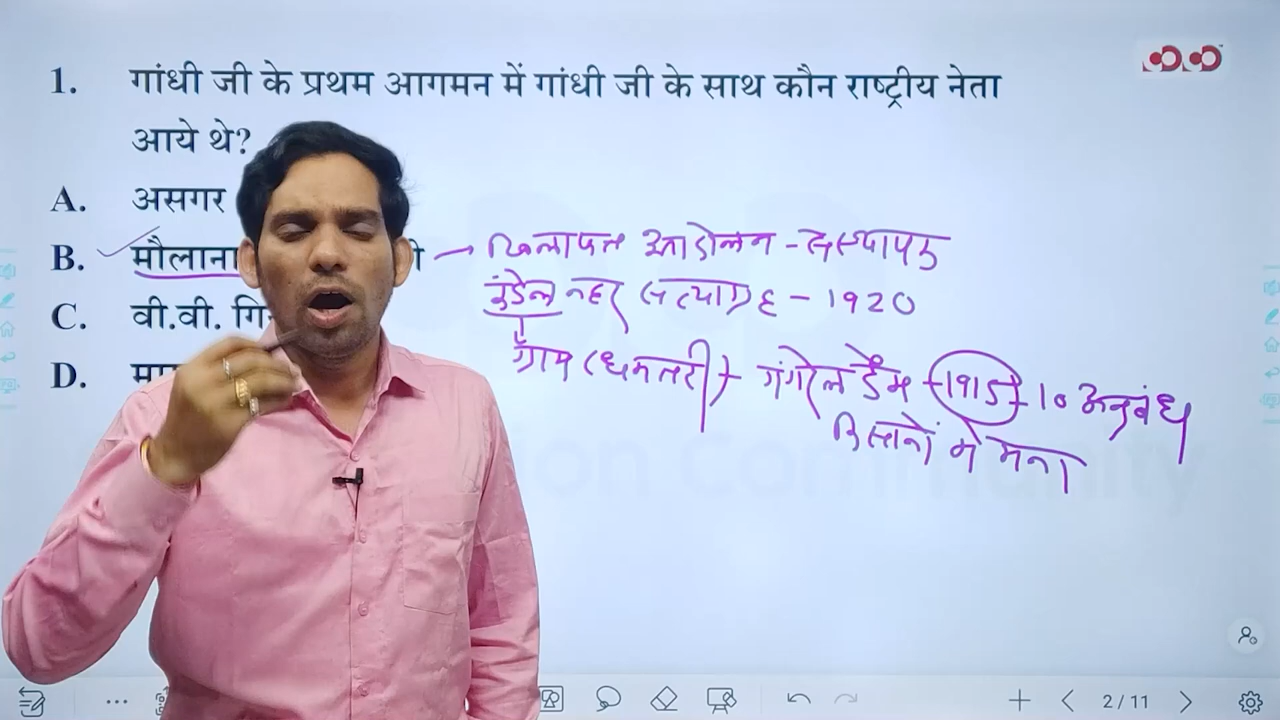 1. गांधी जी के प्रथम आगमन में गांधी जी के साथ कौन राष्ट्रीय नेता
आये थे?
A. असगर
B. मौलाना ी → खिलाफत आंदोलन - संस्थापक
कंडेल नहर सत्याग्रह - 1920
C. वी.वी. गि
ग्राम (धमतरी) - गंगरेल डैम - 1915 - 10 अनुबंध
D.
किसानों ने मना
2/11